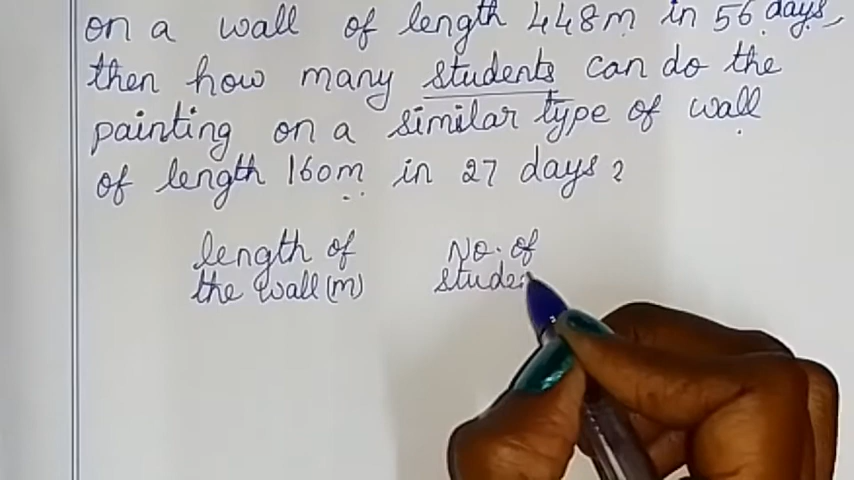 on a wall of length 448m in 56 days,
then how many students can do the
painting on a similar type of wall
of length 160m in 27 days?
length of No. of
the wall (m) studen